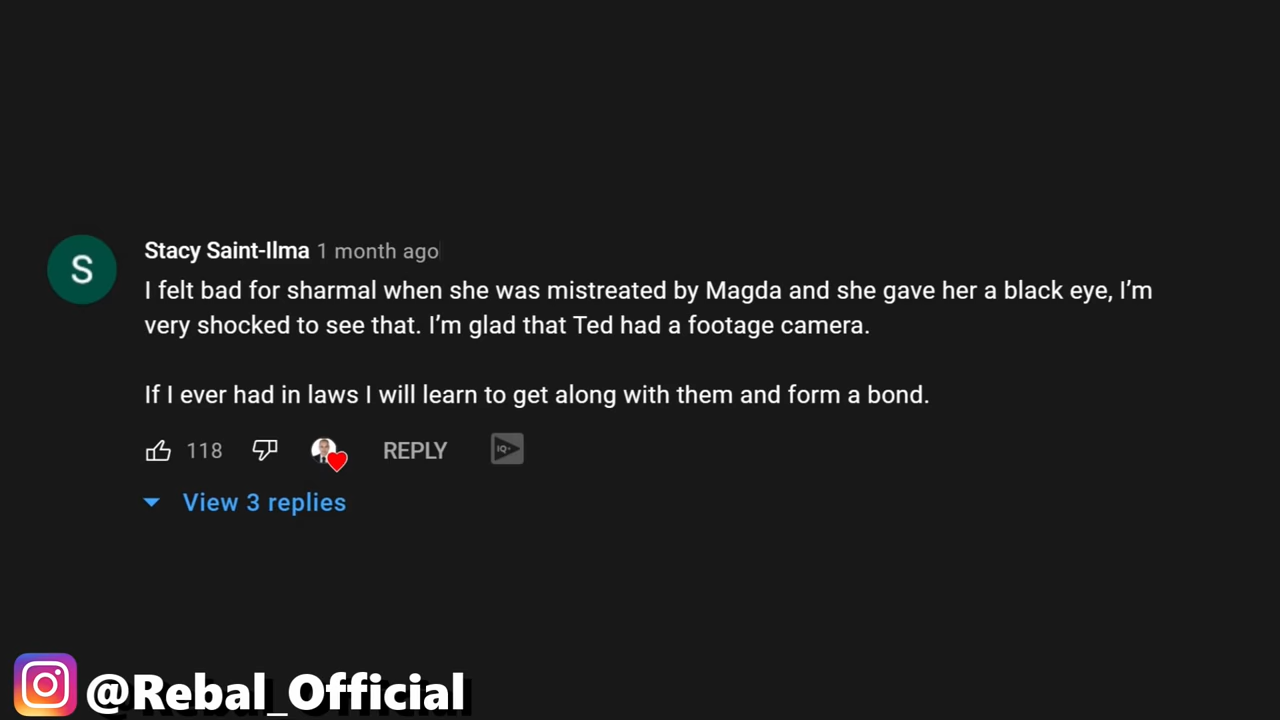 S
Stacy Saint-Ilma 1 month ago
I felt bad for sharmal when she was mistreated by Magda and she gave her a black eye, I’m
very shocked to see that. I’m glad that Ted had a footage camera.
If I ever had in laws I will learn to get along with them and form a bond.
118 REPLY IQ
View 3 replies
@Rebal_Official